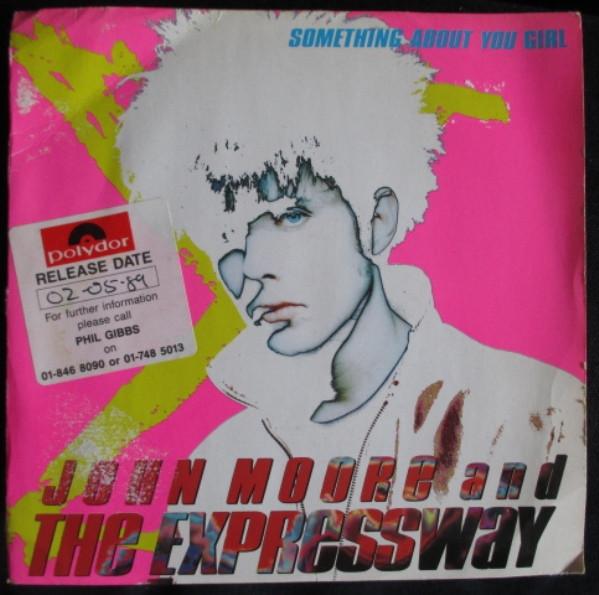 SOMETHING ABOUT YOU GIRL
polydor
RELEASE DATE
02-05-89
For further information
please call
PHIL GIBBS
on
01-846 8090 or 01-748 5013
JOHN MOORE and
THE EXPRESSWAY